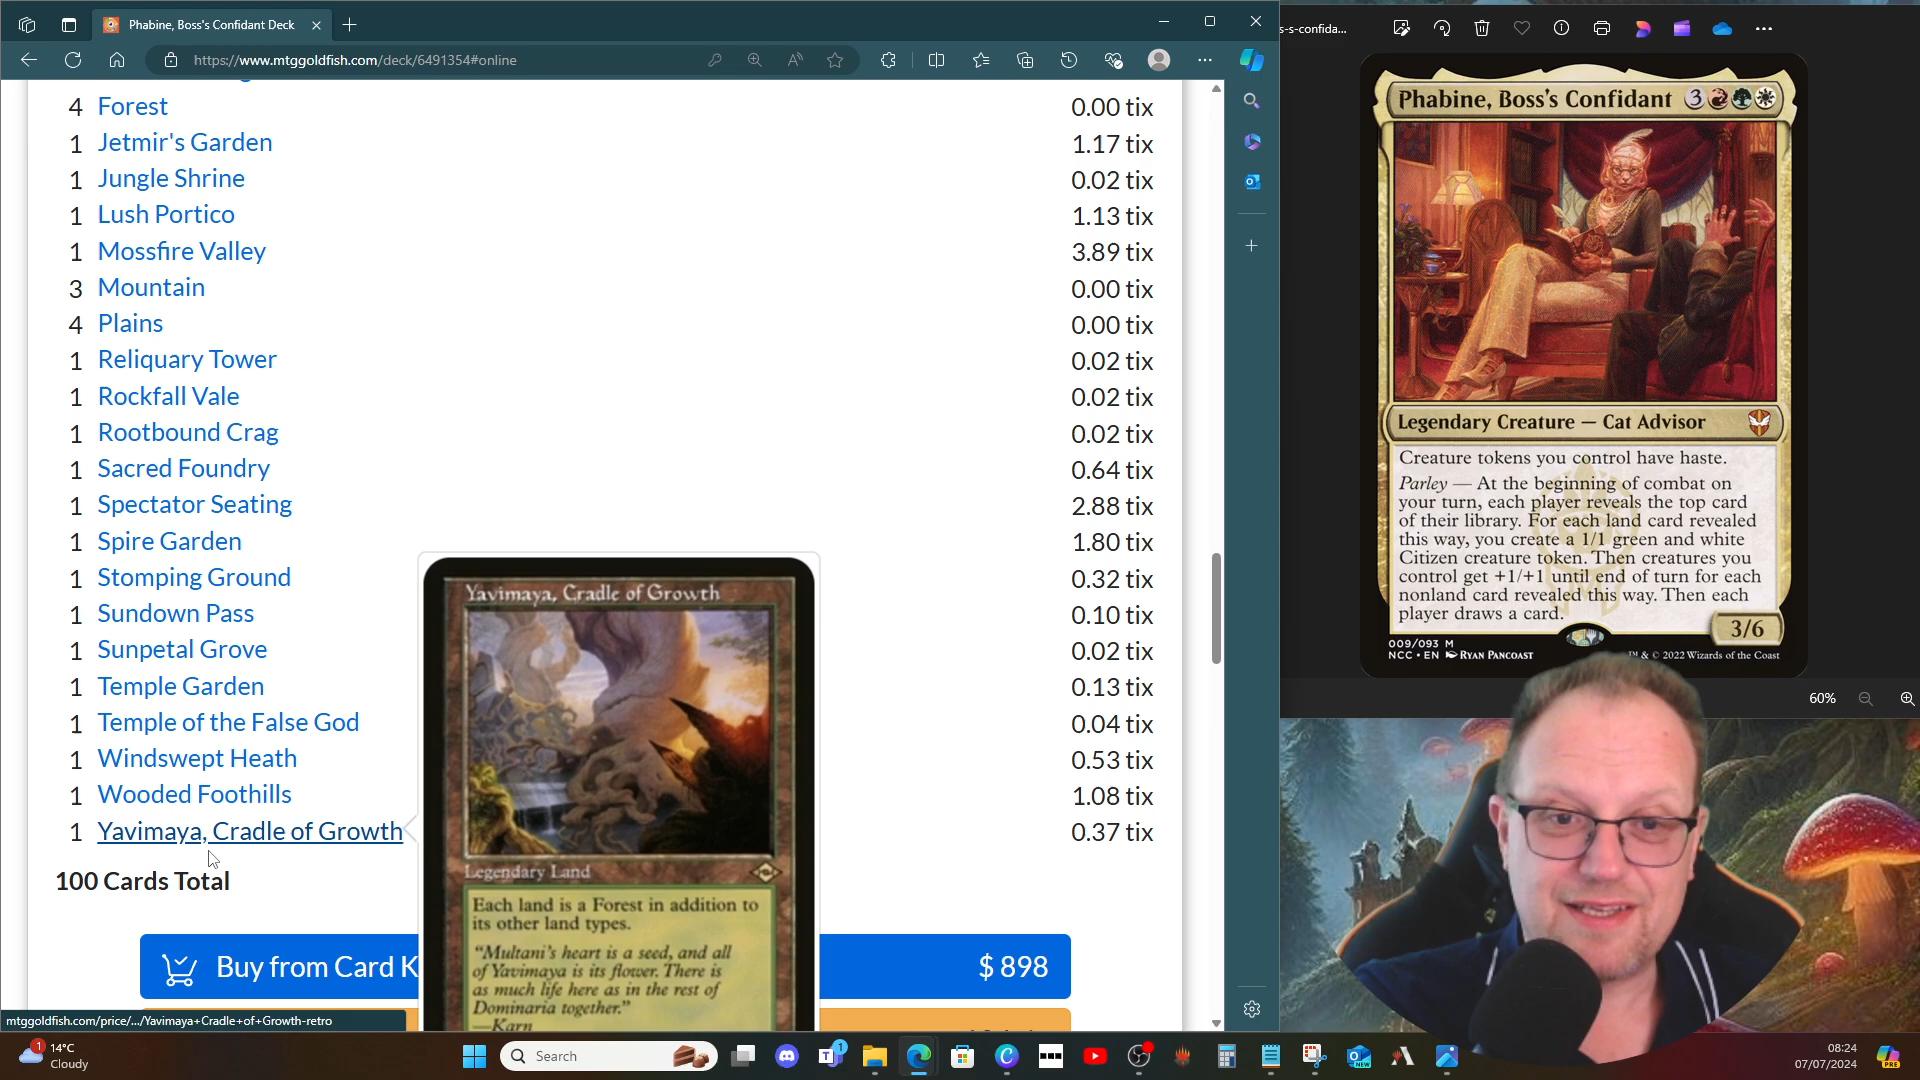 Phabine, Boss's Confidant Deck
s-s-confida...
https://www.mtggoldfish.com/deck/6491354#online
4 Forest 0.00 tix
1 Jetmir's Garden 1.17 tix
1 Jungle Shrine 0.02 tix
1 Lush Portico 1.13 tix
1 Mossfire Valley 3.89 tix
3 Mountain 0.00 tix
4 Plains 0.00 tix
1 Reliquary Tower 0.02 tix
1 Rockfall Vale 0.02 tix
1 Rootbound Crag 0.02 tix
1 Sacred Foundry 0.64 tix
1 Spectator Seating 2.88 tix
1 Spire Garden 1.80 tix
1 Stomping Ground 0.32 tix
1 Sundown Pass 0.10 tix
1 Sunpetal Grove 0.02 tix
1 Temple Garden 0.13 tix
1 Temple of the False God 0.04 tix
1 Windswept Heath 0.53 tix
1 Wooded Foothills 1.08 tix
1 Yavimaya, Cradle of Growth 0.37 tix
100 Cards Total
Buy from Card K
$ 898
Yavimaya, Cradle of Growth
Legendary Land
Each land is a Forest in addition to
its other land types.
"Multani's heart is a seed, and all
of Yavimaya is its flower. There is
as much life here as in the rest of
Dominaria together."
—Karn
mtggoldfish.com/price/.../Yavimaya+Cradle+of+Growth-retro
Phabine, Boss's Confidant 3
Legendary Creature — Cat Advisor
Creature tokens you control have haste.
Parley — At the beginning of combat on
your turn, each player reveals the top card
of their library. For each land card revealed
this way, you create a 1/1 green and white
Citizen creature token. Then creatures you
control get +1/+1 until end of turn for each
nonland card revealed this way. Then each
player draws a card.
3/6
009/093 M
NCC • EN RYAN PANCOAST
™ & © 2022 Wizards of the Coast
60%
1
14°C
Cloudy
Search
1
NEW
08:24
07/07/2024
PRE